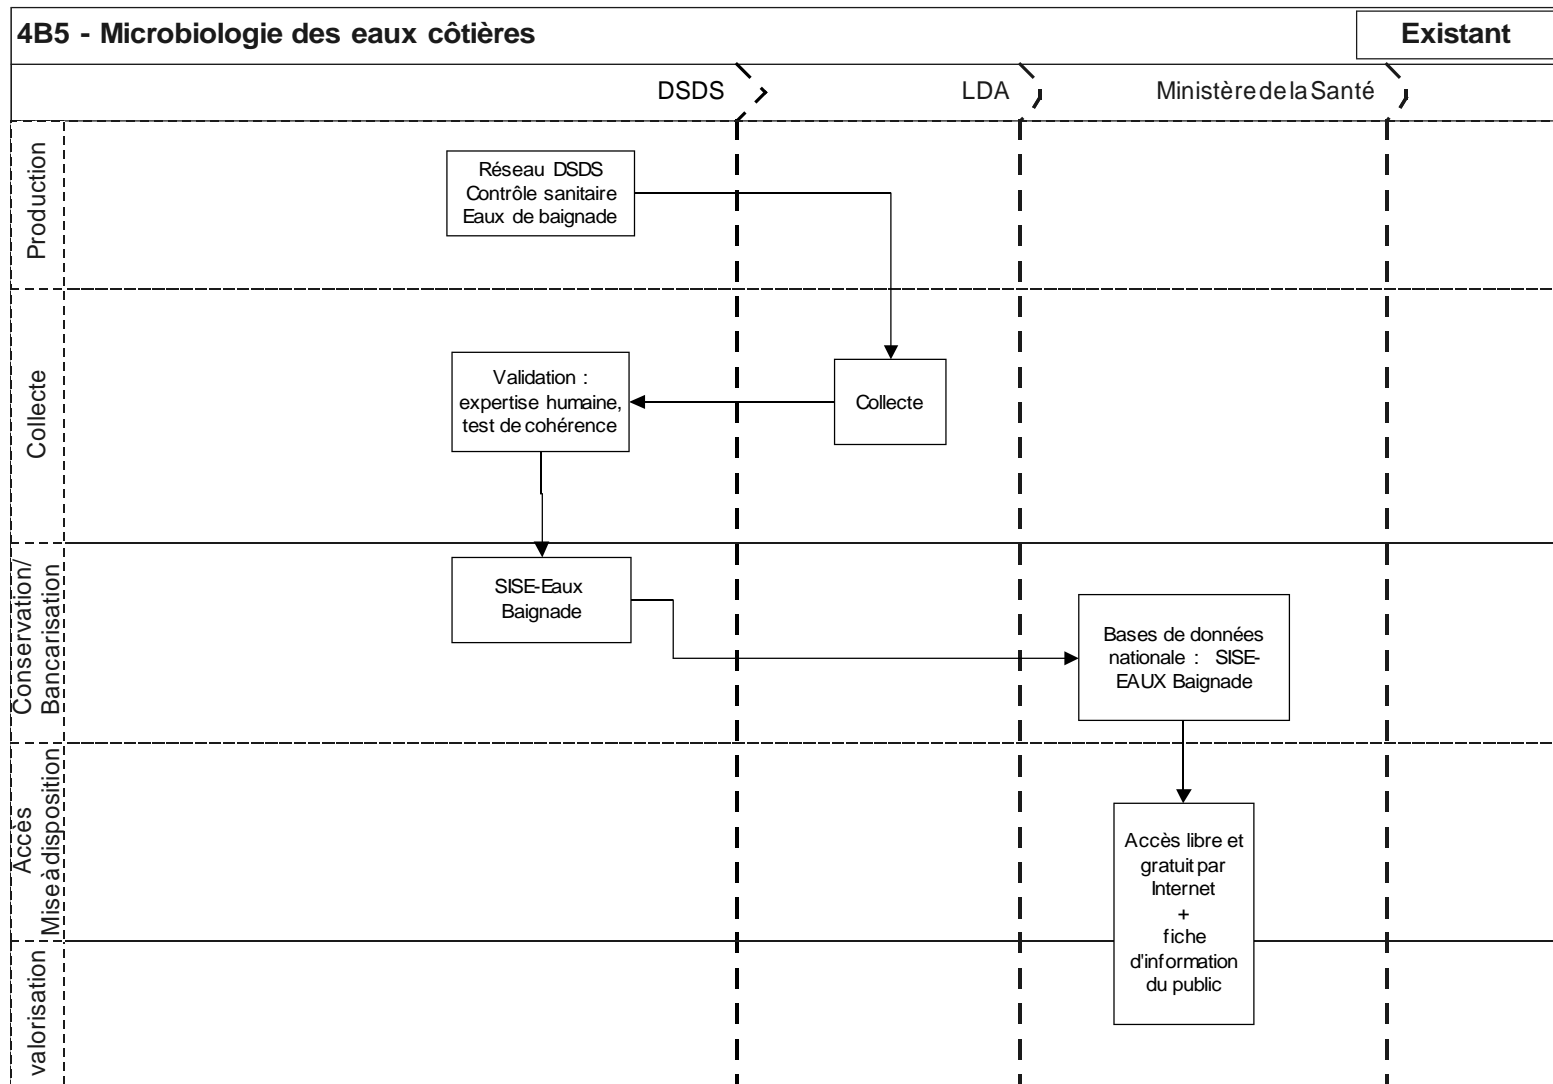 4B5 - Microbiologie des eaux côtières
Existant
DSDS
LDA
Ministère de la Santé
Production
Réseau DSDS
Contrôle sanitaire
Eaux de baignade
Collecte
Validation :
expertise humaine,
test de cohérence
Collecte
Conservation/
Bancarisation
SISE-Eaux
Baignade
Bases de données
nationale : SISE-
EAUX Baignade
Accès
Mise à disposition
Accès libre et
gratuit par
Internet
+
fiche
d'information
du public
valorisation